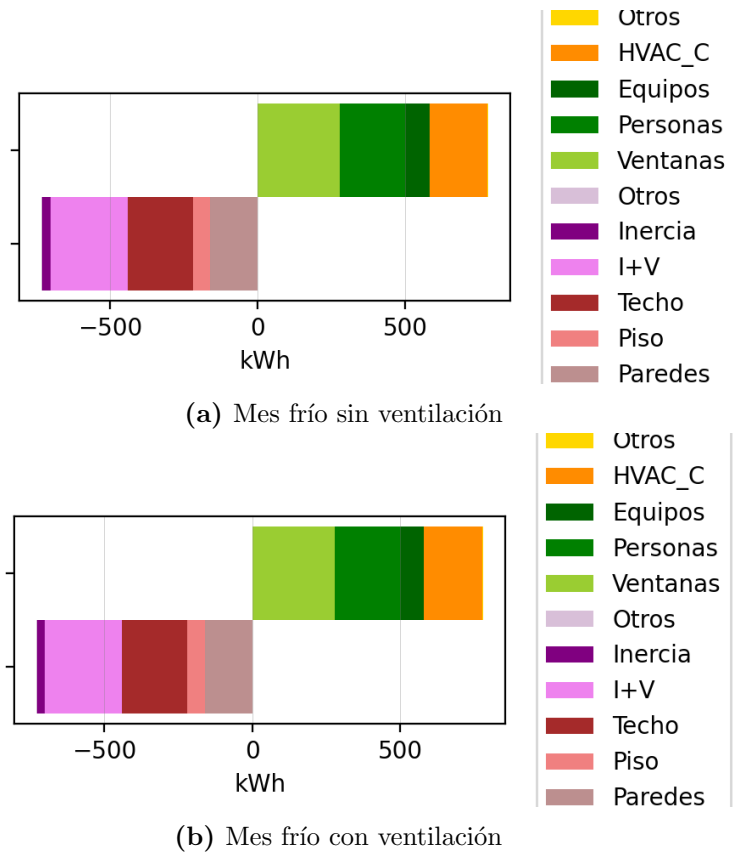 Otros
HVAC_C
Equipos
Personas
Ventanas
Otros
Inercia
I+V
Techo
Piso
Paredes
−500 0 500
kWh
(a) Mes frío sin ventilación
Otros
HVAC_C
Equipos
Personas
Ventanas
Otros
Inercia
I+V
Techo
Piso
Paredes
−500 0 500
kWh
(b) Mes frío con ventilación